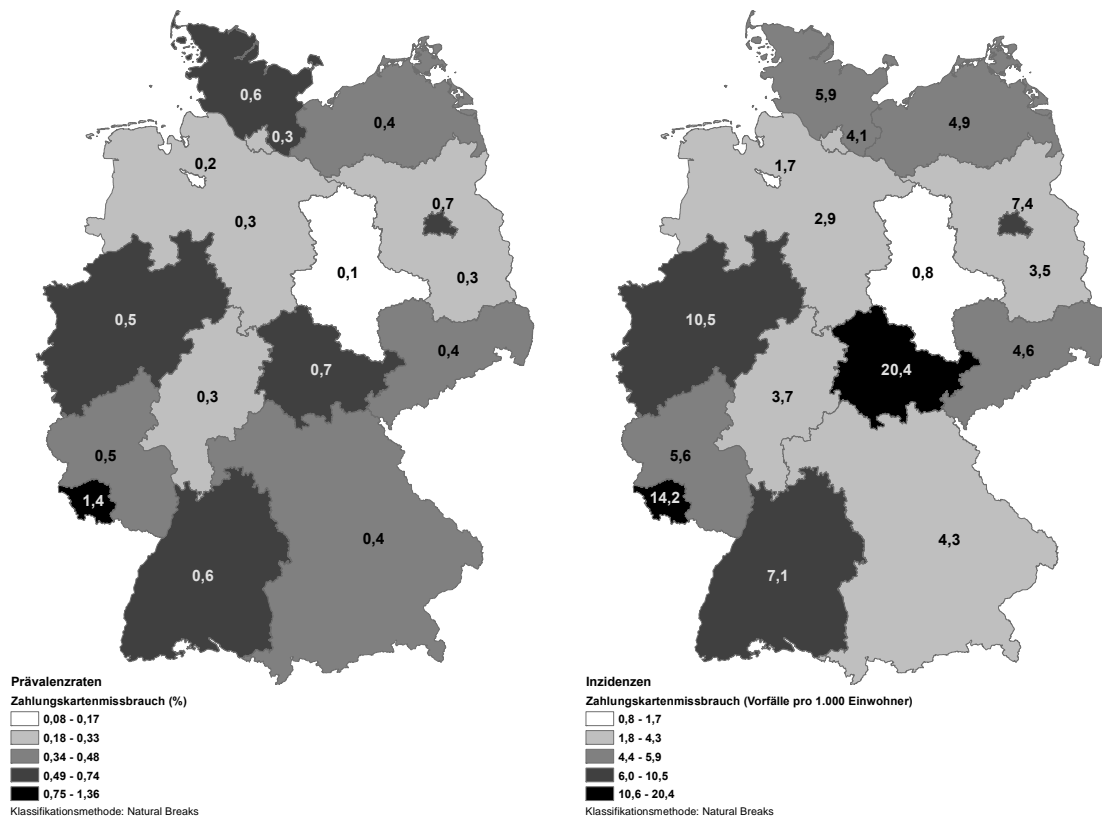 0,6
0,3
0,4
0,2
0,7
0,3
0,1
0,3
0,5
0,4
0,7
0,3
0,5
1,4
0,4
0,6
Prävalenzraten
Zahlungskartenmissbrauch (%)
0,08 - 0,17
0,18 - 0,33
0,34 - 0,48
0,49 - 0,74
0,75 - 1,36
Klassifikationsmethode: Natural Breaks
5,9
4,1
4,9
1,7
7,4
2,9
0,8
3,5
10,5
4,6
20,4
3,7
5,6
14,2
4,3
7,1
Inzidenzen
Zahlungskartenmissbrauch (Vorfälle pro 1.000 Einwohner)
0,8 - 1,7
1,8 - 4,3
4,4 - 5,9
6,0 - 10,5
10,6 - 20,4
Klassifikationsmethode: Natural Breaks